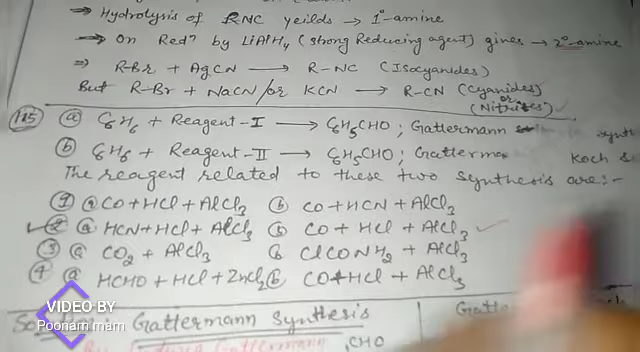 → Hydrolysis of RNC yeilds → 1°-amine
→ On Redⁿ by LiAlH4 (strong Reducing agent) gines → 2°-amine
⇒ R-Br + AgCN → R-NC (Isocyanides)
But R-Br + NaCN/or KCN → R-CN (Cyanides) or (Nitriles)
115 a C6H6 + Reagent-I → C6H5CHO ; Gattermann
b C6H6 + Reagent-II → C6H5CHO ; Koch
The reagent related to these two synthesis are:-
1 a CO+HCl+AlCl3 b CO+HCN+AlCl3
2 a HCN+HCl+AlCl3 b CO+HCl+AlCl3
3 a CO2+AlCl3 b ClCONH2+AlCl3
4 a HCHO+HCl+ZnCl2 b CO+HCl+AlCl3
Gattermann Synthesis
Gattermann CHO
VIDEO BY
Poonam mam